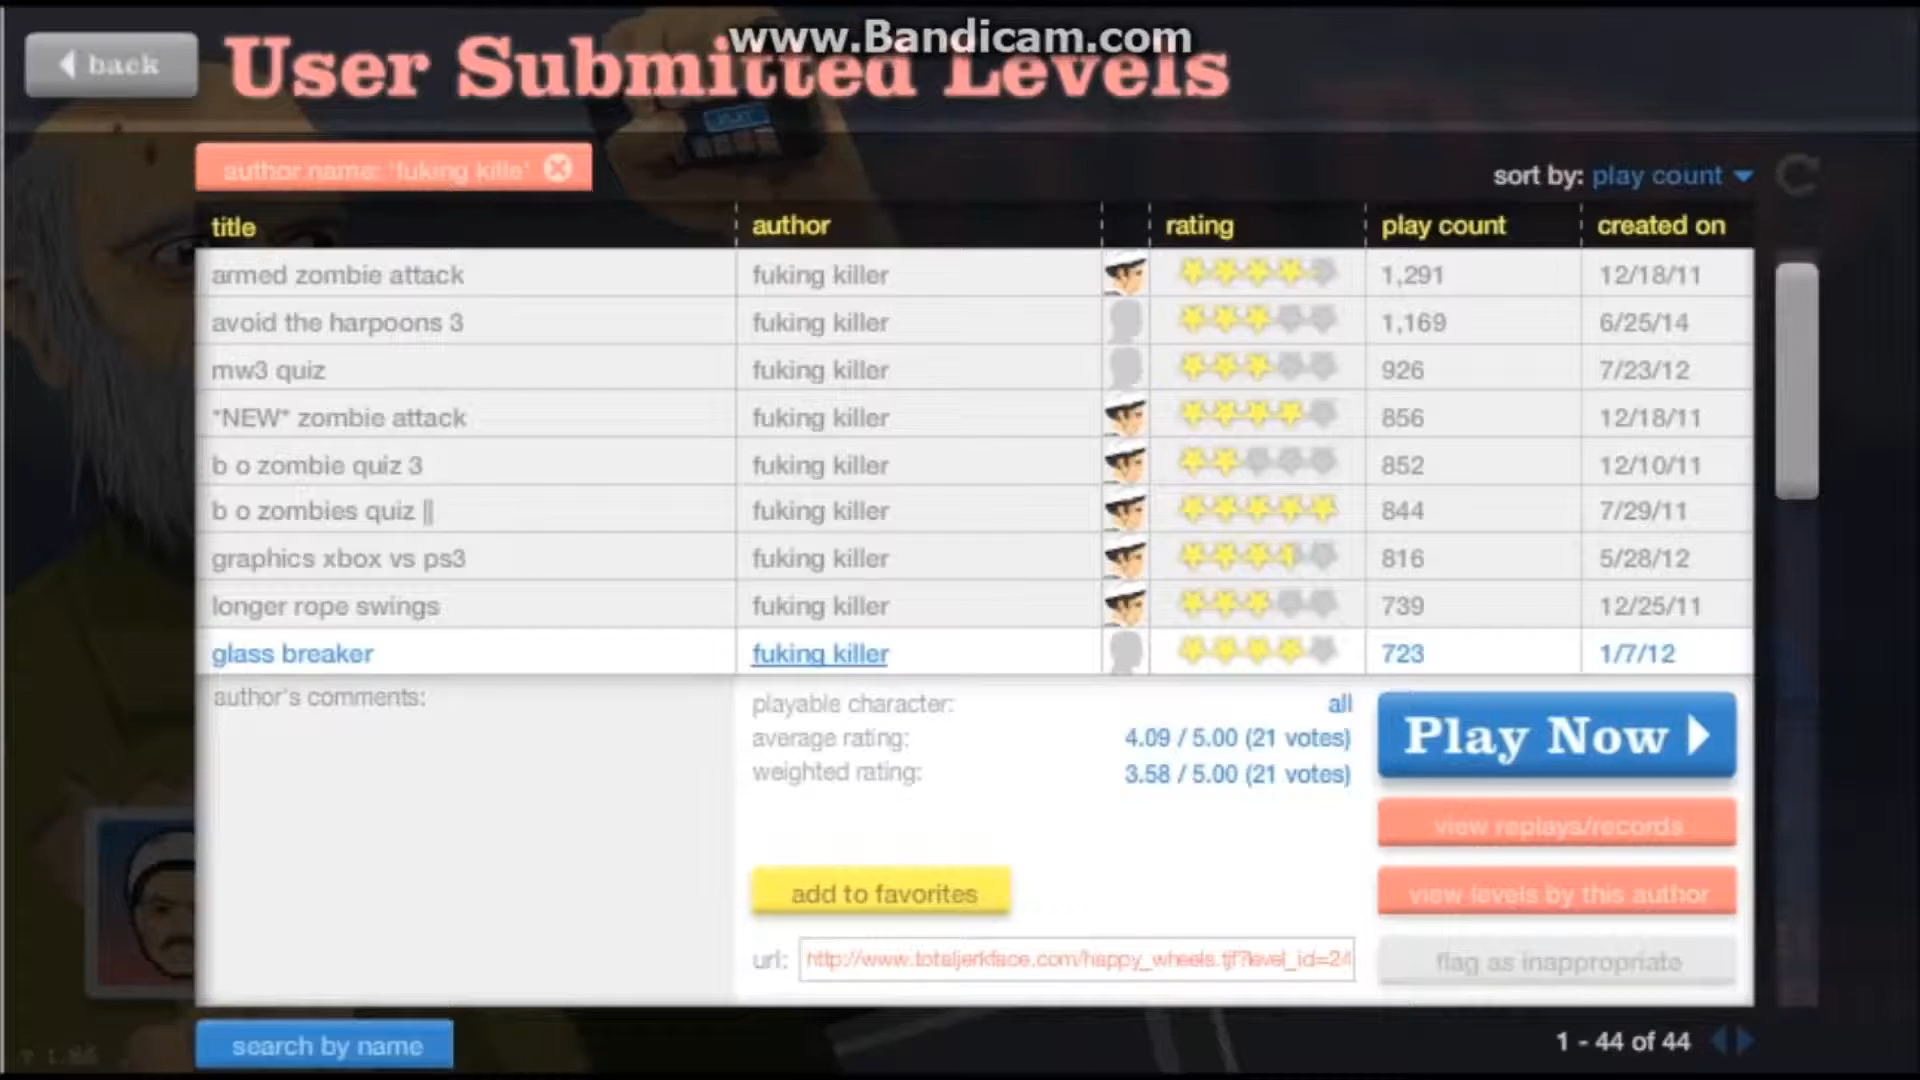 www.Bandicam.com
back
User Submitted Levels
author name: 'fuking kille'
sort by: play count
title author rating play count created on
armed zombie attack fuking killer 1,291 12/18/11
avoid the harpoons 3 fuking killer 1,169 6/25/14
mw3 quiz fuking killer 926 7/23/12
*NEW* zombie attack fuking killer 856 12/18/11
b o zombie quiz 3 fuking killer 852 12/10/11
b o zombies quiz || fuking killer 844 7/29/11
graphics xbox vs ps3 fuking killer 816 5/28/12
longer rope swings fuking killer 739 12/25/11
glass breaker fuking killer 723 1/7/12
author's comments:
playable character: all
average rating: 4.09 / 5.00 (21 votes)
weighted rating: 3.58 / 5.00 (21 votes)
Play Now
view replays/records
add to favorites
view levels by this author
url: http://www.totaljerkface.com/happy_wheels.tjf?level_id=24
flag as inappropriate
search by name
1 - 44 of 44